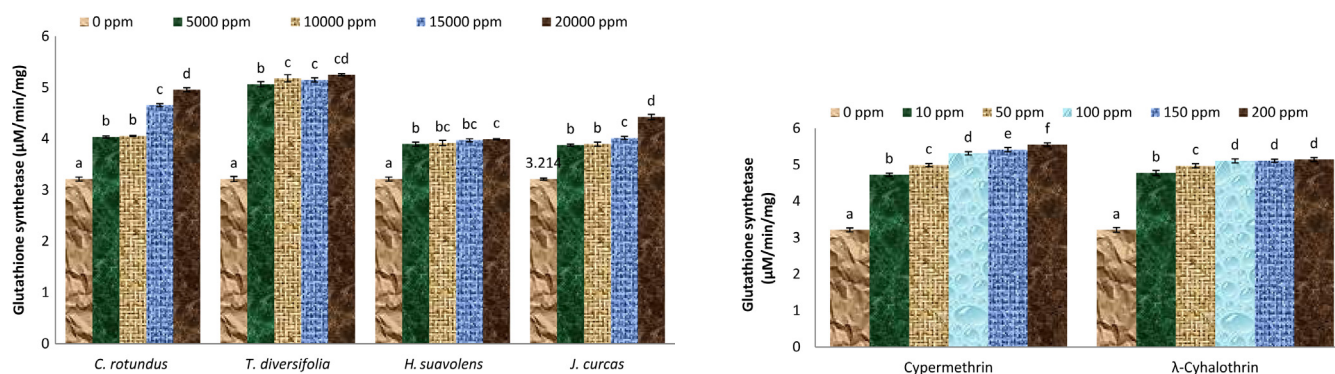 0 ppm 5000 ppm 10000 ppm 15000 ppm 20000 ppm
Glutathione synthetase (µM/min/mg)
6
5
4
3
2
1
0
a b b c d
b c c cd
a
a b bc bc c
3.214 b b c d
C. rotundus T. diversifolia H. suavolens J. curcas
0 ppm 10 ppm 50 ppm 100 ppm 150 ppm 200 ppm
Glutathione synthetase
(µM/min/mg)
6
5
4
3
2
1
0
a b c d e f
a b c d d d
Cypermethrin λ-Cyhalothrin